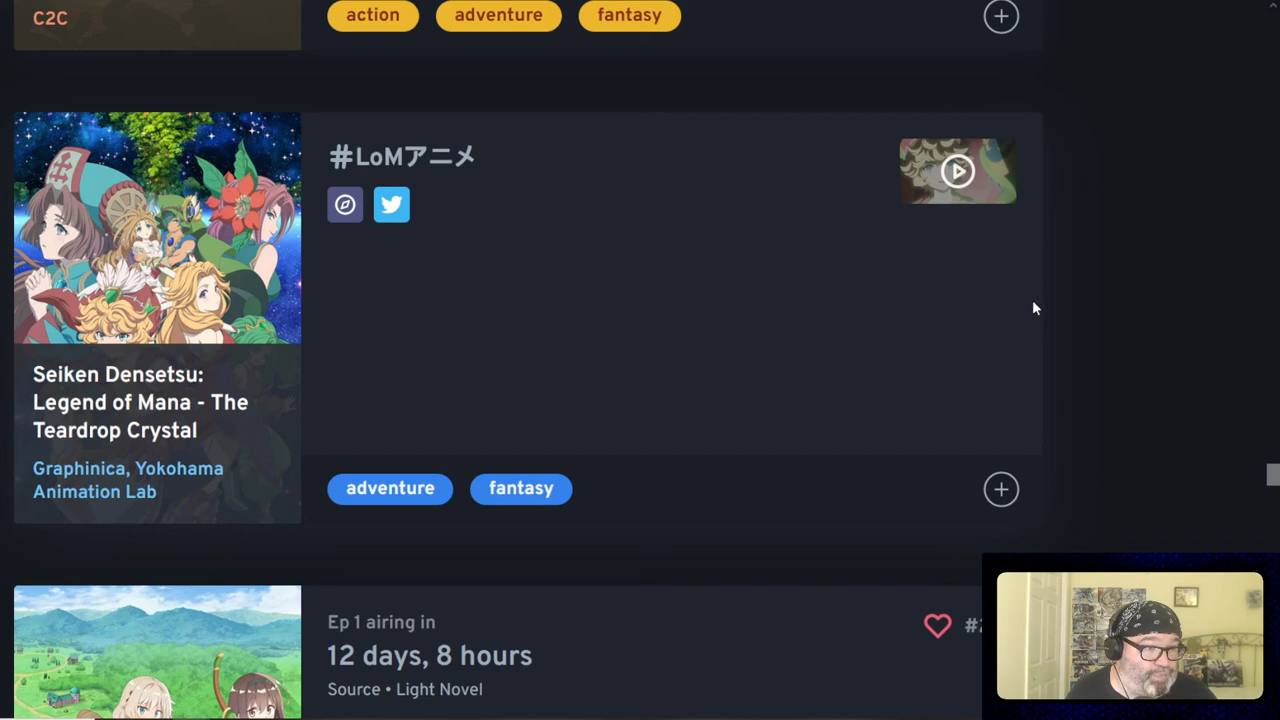 C2C
action adventure fantasy
#LoMアニメ
Seiken Densetsu:
Legend of Mana - The
Teardrop Crystal
Graphinica, Yokohama
Animation Lab
adventure fantasy
Ep 1 airing in
12 days, 8 hours
Source • Light Novel